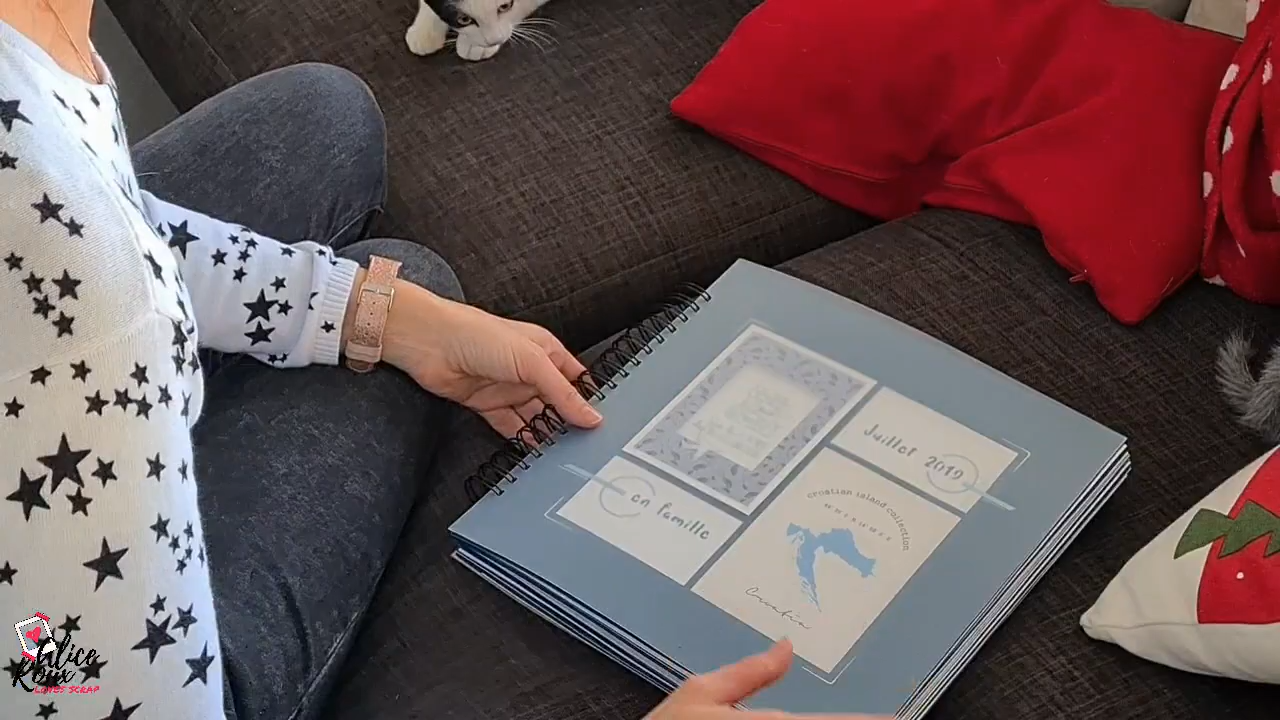 Juillet 2019
en famille
croatian island collection
Croatia
Alice
Roux
LOVES SCRAP